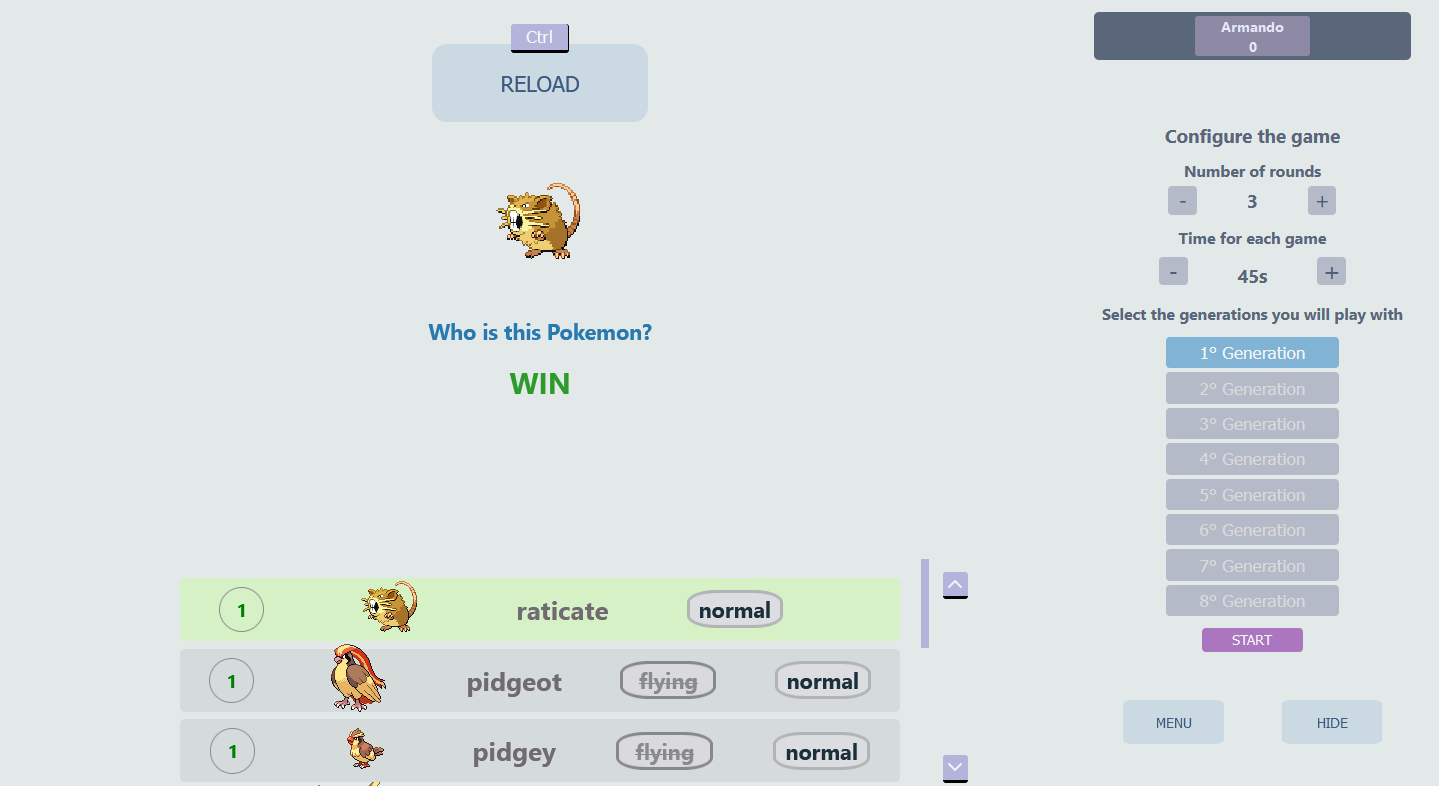 Ctrl
RELOAD
Who is this Pokemon?
WIN
1 raticate normal
1 pidgeot flying normal
1 pidgey flying normal
Armando
0
Configure the game
Number of rounds
- 3 +
Time for each game
- 45s +
Select the generations you will play with
1° Generation
2° Generation
3° Generation
4° Generation
5° Generation
6° Generation
7° Generation
8° Generation
START
MENU HIDE